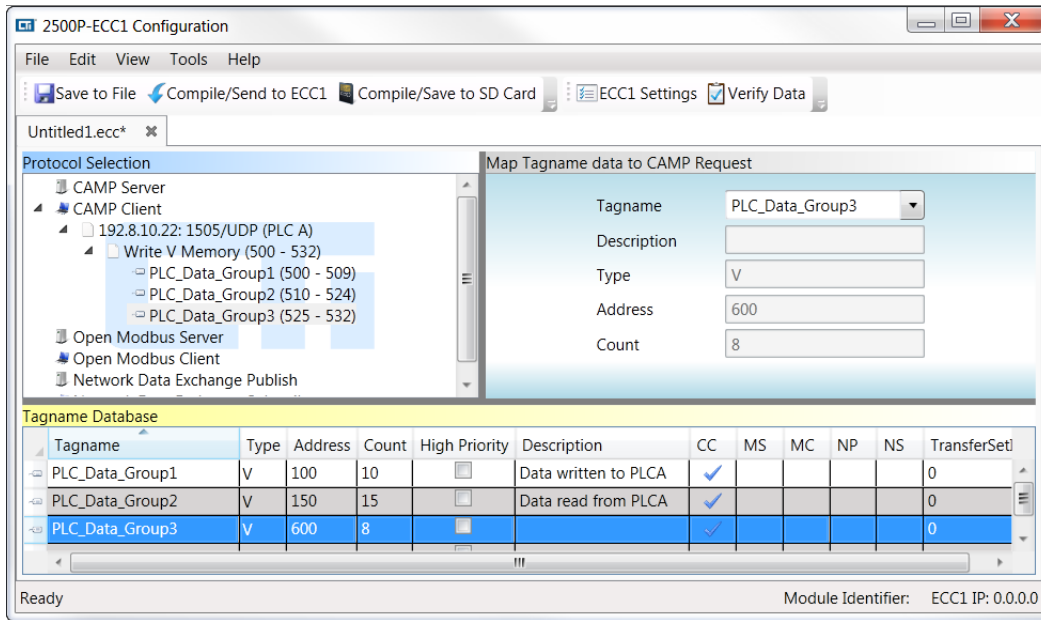 CTI 2500P-ECC1 Configuration
File Edit View Tools Help
Save to File Compile/Send to ECC1 Compile/Save to SD Card ECC1 Settings Verify Data
Untitled1.ecc*
Protocol Selection
CAMP Server
CAMP Client
192.8.10.22: 1505/UDP (PLC A)
Write V Memory (500 - 532)
PLC_Data_Group1 (500 - 509)
PLC_Data_Group2 (510 - 524)
PLC_Data_Group3 (525 - 532)
Open Modbus Server
Open Modbus Client
Network Data Exchange Publish
Map Tagname data to CAMP Request
Tagname PLC_Data_Group3
Description
Type V
Address 600
Count 8
Tagname Database
Tagname Type Address Count High Priority Description CC MS MC NP NS TransferSetI
PLC_Data_Group1 V 100 10 Data written to PLCA 0
PLC_Data_Group2 V 150 15 Data read from PLCA 0
PLC_Data_Group3 V 600 8 0
Ready Module Identifier: ECC1 IP: 0.0.0.0